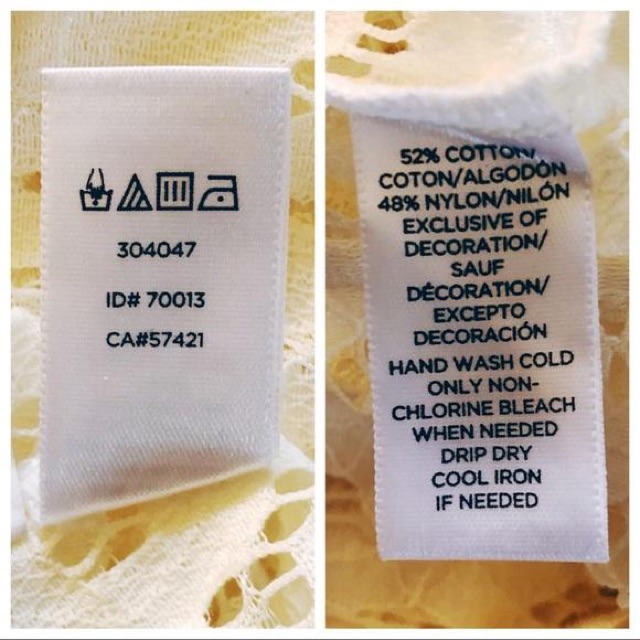 304047
ID# 70013
CA#57421
52% COTTON/
COTON/ALGODÓN
48% NYLON/NILÓN
EXCLUSIVE OF
DECORATION/
SAUF
DÉCORATION/
EXCEPTO
DECORACIÓN
HAND WASH COLD
ONLY NON-
CHLORINE BLEACH
WHEN NEEDED
DRIP DRY
COOL IRON
IF NEEDED